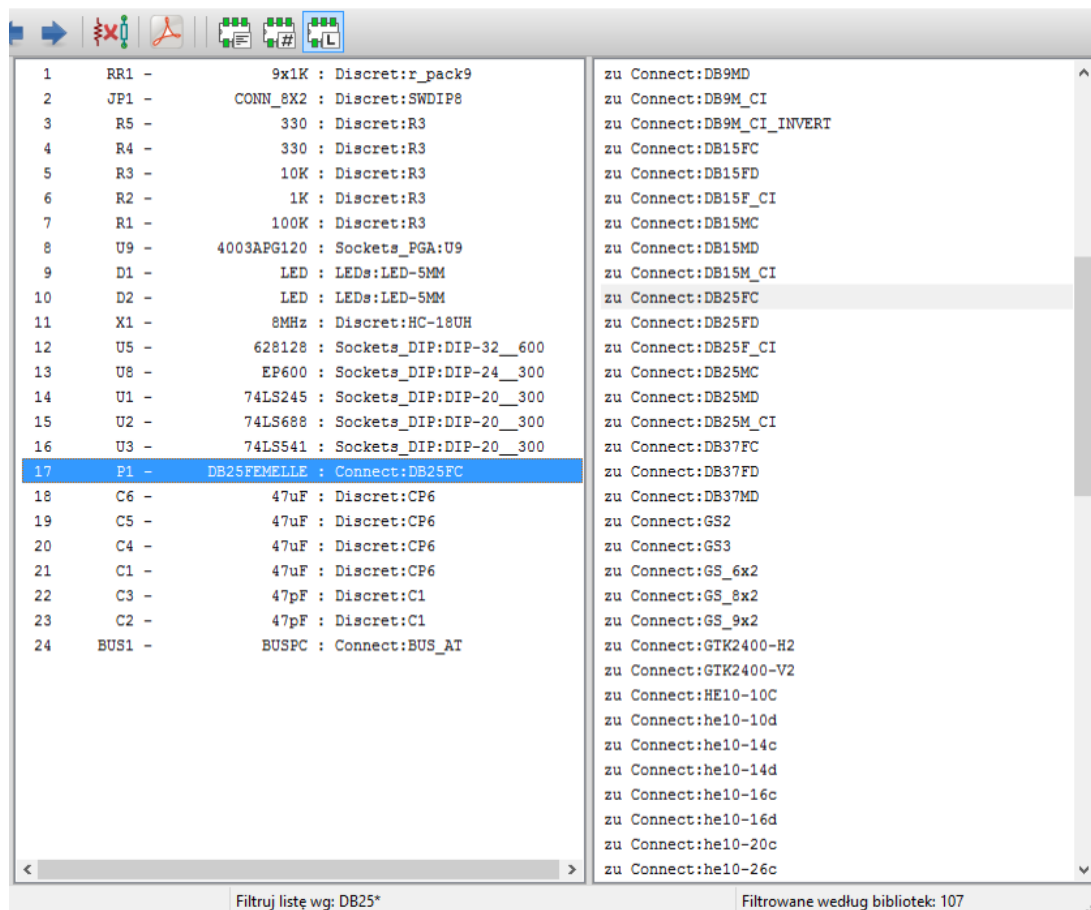 1 RR1 - 9x1K : Discret:r_pack9
2 JP1 - CONN_8X2 : Discret:SWDIP8
3 R5 - 330 : Discret:R3
4 R4 - 330 : Discret:R3
5 R3 - 10K : Discret:R3
6 R2 - 1K : Discret:R3
7 R1 - 100K : Discret:R3
8 U9 - 4003APG120 : Sockets_PGA:U9
9 D1 - LED : LEDs:LED-5MM
10 D2 - LED : LEDs:LED-5MM
11 X1 - 8MHz : Discret:HC-18UH
12 U5 - 628128 : Sockets_DIP:DIP-32__600
13 U8 - EP600 : Sockets_DIP:DIP-24__300
14 U1 - 74LS245 : Sockets_DIP:DIP-20__300
15 U2 - 74LS688 : Sockets_DIP:DIP-20__300
16 U3 - 74LS541 : Sockets_DIP:DIP-20__300
17 P1 - DB25FEMELLE : Connect:DB25FC
18 C6 - 47uF : Discret:CP6
19 C5 - 47uF : Discret:CP6
20 C4 - 47uF : Discret:CP6
21 C1 - 47uF : Discret:CP6
22 C3 - 47pF : Discret:C1
23 C2 - 47pF : Discret:C1
24 BUS1 - BUSPC : Connect:BUS_AT
zu Connect:DB9MD
zu Connect:DB9M_CI
zu Connect:DB9M_CI_INVERT
zu Connect:DB15FC
zu Connect:DB15FD
zu Connect:DB15F_CI
zu Connect:DB15MC
zu Connect:DB15MD
zu Connect:DB15M_CI
zu Connect:DB25FC
zu Connect:DB25FD
zu Connect:DB25F_CI
zu Connect:DB25MC
zu Connect:DB25MD
zu Connect:DB25M_CI
zu Connect:DB37FC
zu Connect:DB37FD
zu Connect:DB37MD
zu Connect:GS2
zu Connect:GS3
zu Connect:GS_6x2
zu Connect:GS_8x2
zu Connect:GS_9x2
zu Connect:GTK2400-H2
zu Connect:GTK2400-V2
zu Connect:HE10-10C
zu Connect:he10-10d
zu Connect:he10-14c
zu Connect:he10-14d
zu Connect:he10-16c
zu Connect:he10-16d
zu Connect:he10-20c
zu Connect:he10-26c
Filtruj listę wg: DB25*
Filtrowane według bibliotek: 107